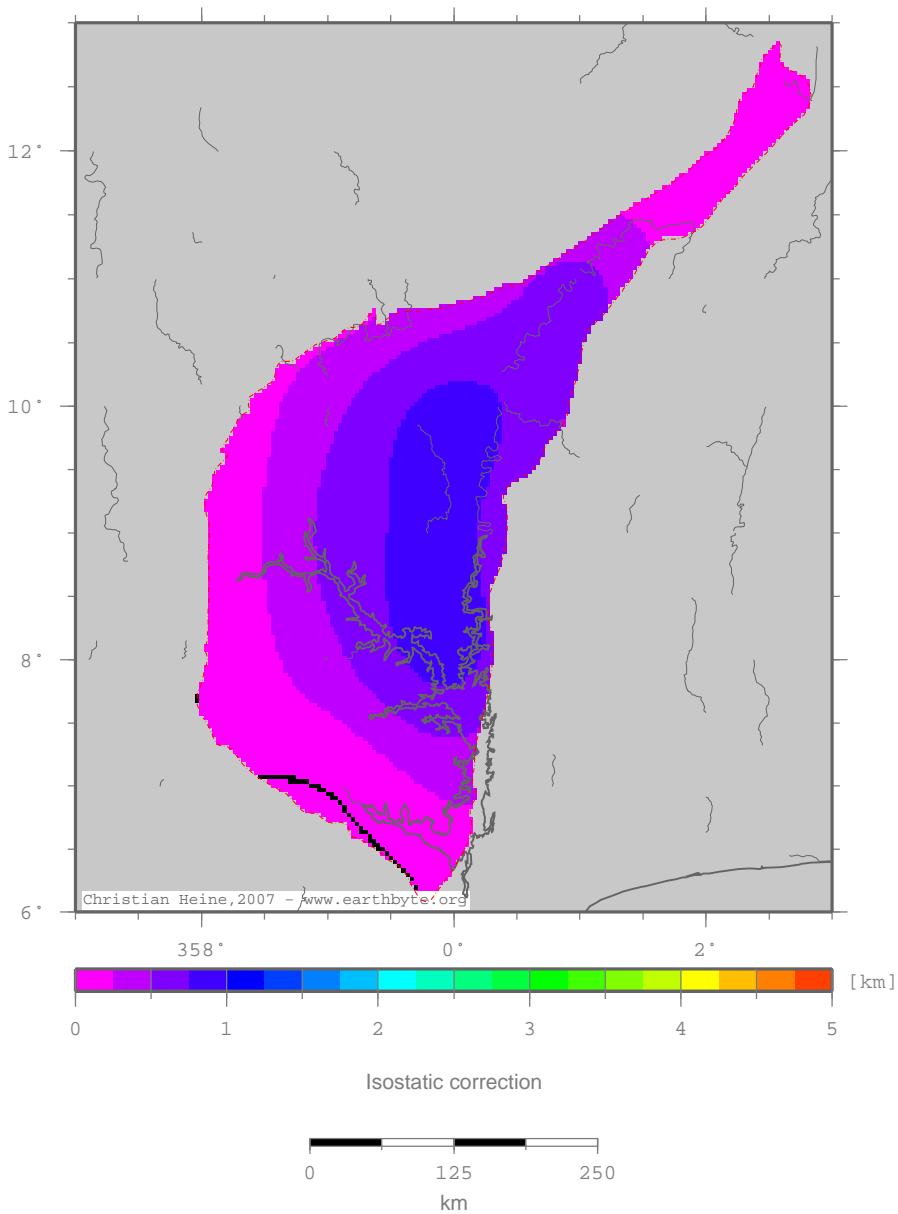 12°
10°
8°
6°
Christian Heine,2007 - www.earthbyte.org
358° 0° 2°
[km]
0 1 2 3 4 5
Isostatic correction
0 125 250
km